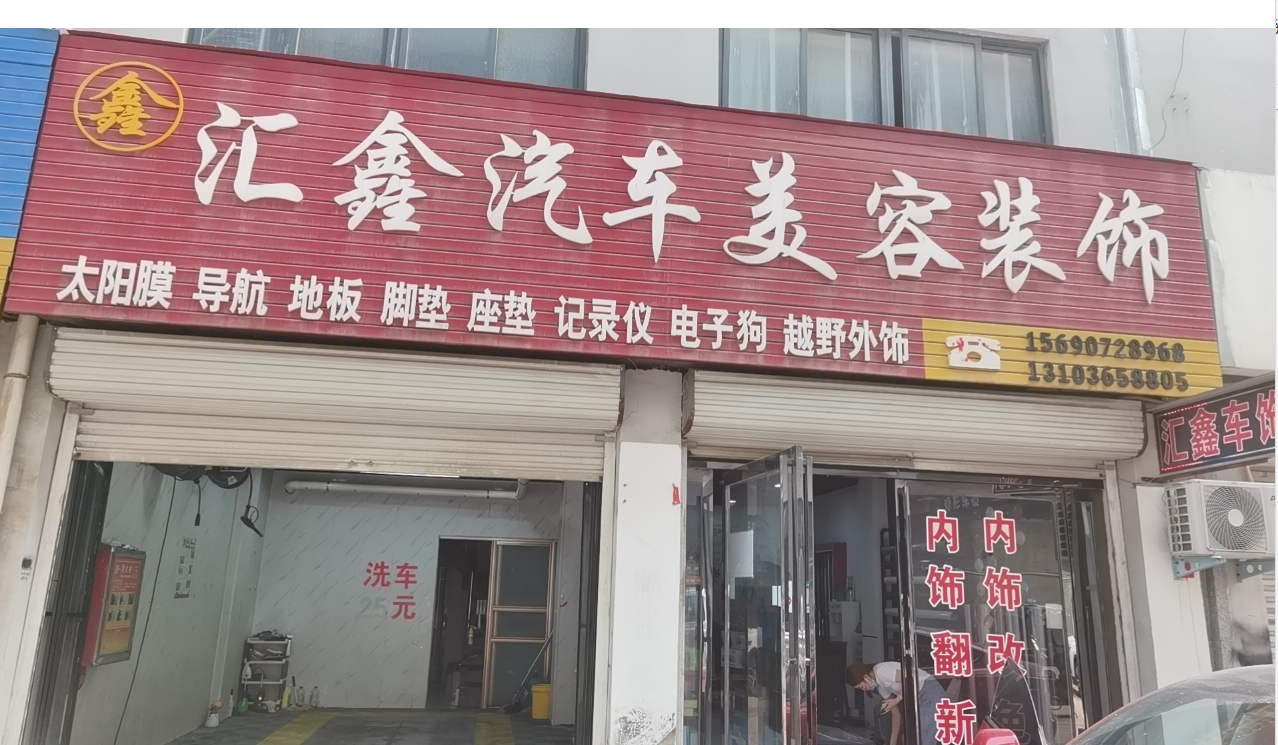 鑫
汇鑫汽车美容装饰
太阳膜 导航 地板 脚垫 座垫 记录仪 电子狗 越野外饰
15690728968
13103658805
汇鑫车饰
洗车
25元
内饰翻新
内饰改色